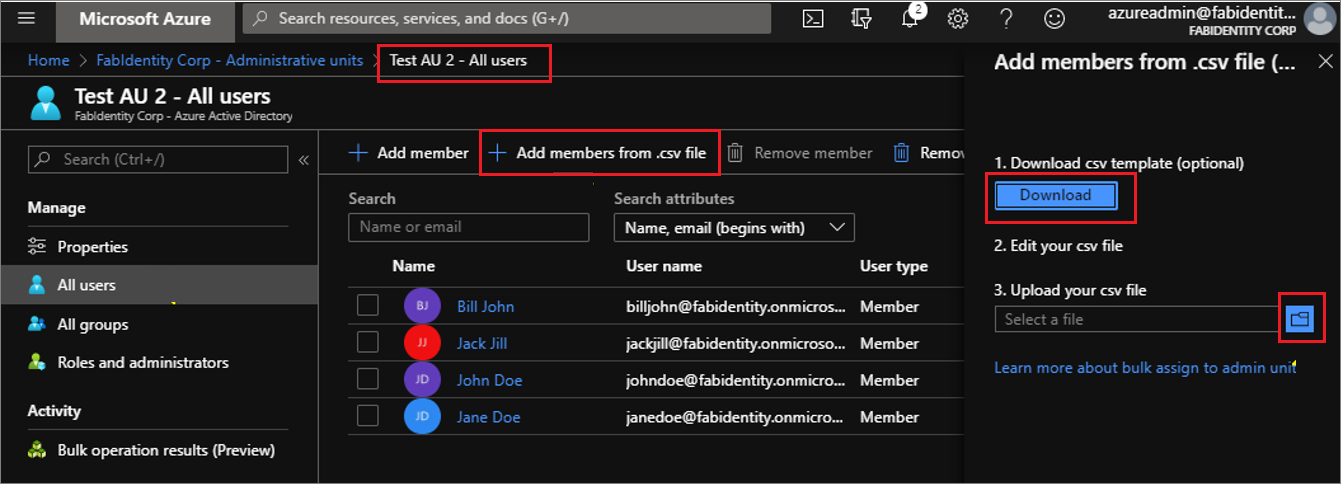 Microsoft Azure
Search resources, services, and docs (G+/)
2
azureadmin@fabidentity...
FABIDENTITY CORP
Home > FabIdentity Corp - Administrative units > Test AU 2 - All users
Test AU 2 - All users
FabIdentity Corp - Azure Active Directory
Search (Ctrl+/)
«
Manage
Properties
All users
All groups
Roles and administrators
Activity
Bulk operation results (Preview)
+ Add member + Add members from .csv file Remove member Remov
Search Search attributes
Name or email Name, email (begins with)
Name User name User type
BJ Bill John billjohn@fabidentity.onmicros... Member
JJ Jack Jill jackjill@fabidentity.onmicroso... Member
JD John Doe johndoe@fabidentity.onmicro... Member
JD Jane Doe janedoe@fabidentity.onmicro... Member
Add members from .csv file (...
1. Download csv template (optional)
Download
2. Edit your csv file
3. Upload your csv file
Select a file
Learn more about bulk assign to admin unit